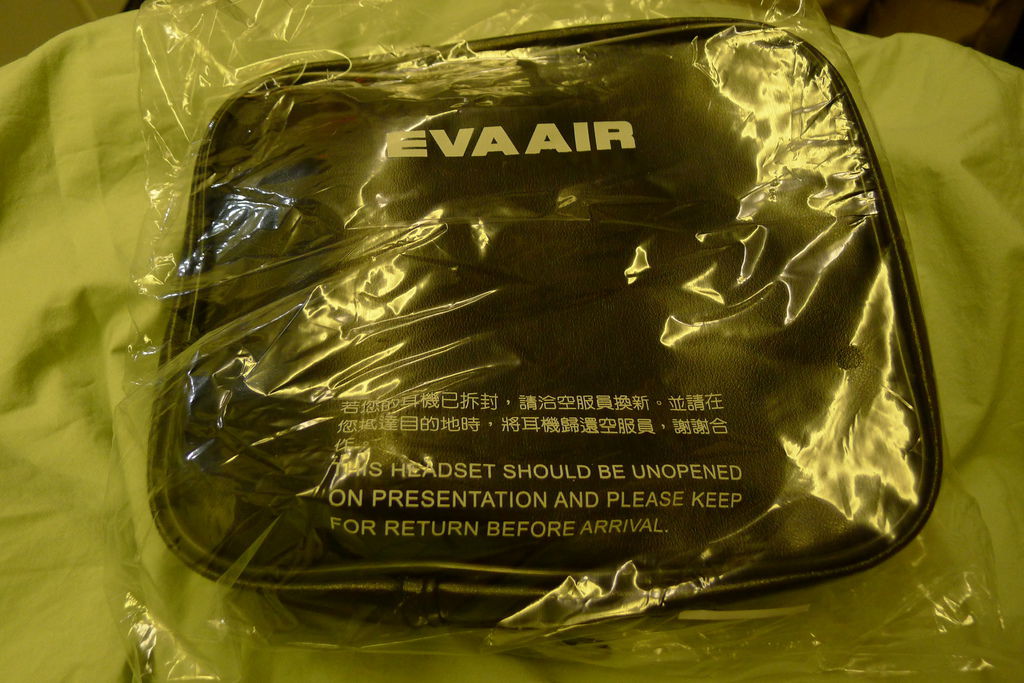 EVA AIR
若您的耳機已拆封，請洽空服員換新。並請在
您抵達目的地時，將耳機歸還空服員，謝謝合
作。
THIS HEADSET SHOULD BE UNOPENED
ON PRESENTATION AND PLEASE KEEP
FOR RETURN BEFORE ARRIVAL.